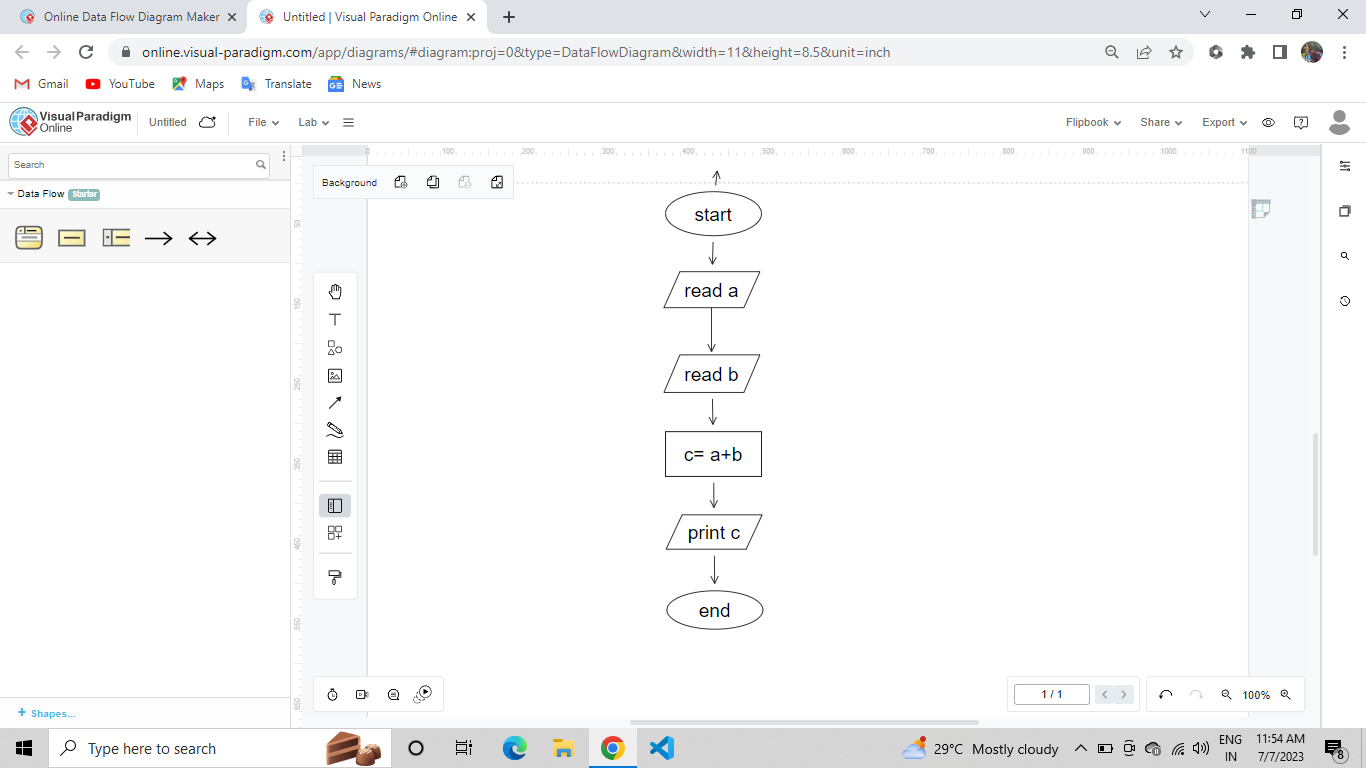 Online Data Flow Diagram Maker
Untitled | Visual Paradigm Online
online.visual-paradigm.com/app/diagrams/#diagram:proj=0&type=DataFlowDiagram&width=11&height=8.5&unit=inch
Gmail YouTube Maps Translate News
Visual Paradigm
Online
Untitled File Lab Flipbook Share Export
Search
Data Flow Starter
0 100 200 300 400 500 600 700 800 900 1000 1100
50
150
250
350
450
550
650
Background
start
read a
read b
c= a+b
print c
end
+ Shapes...
1 / 1
100%
Type here to search
29°C Mostly cloudy
ENG
IN
11:54 AM
7/7/2023
8